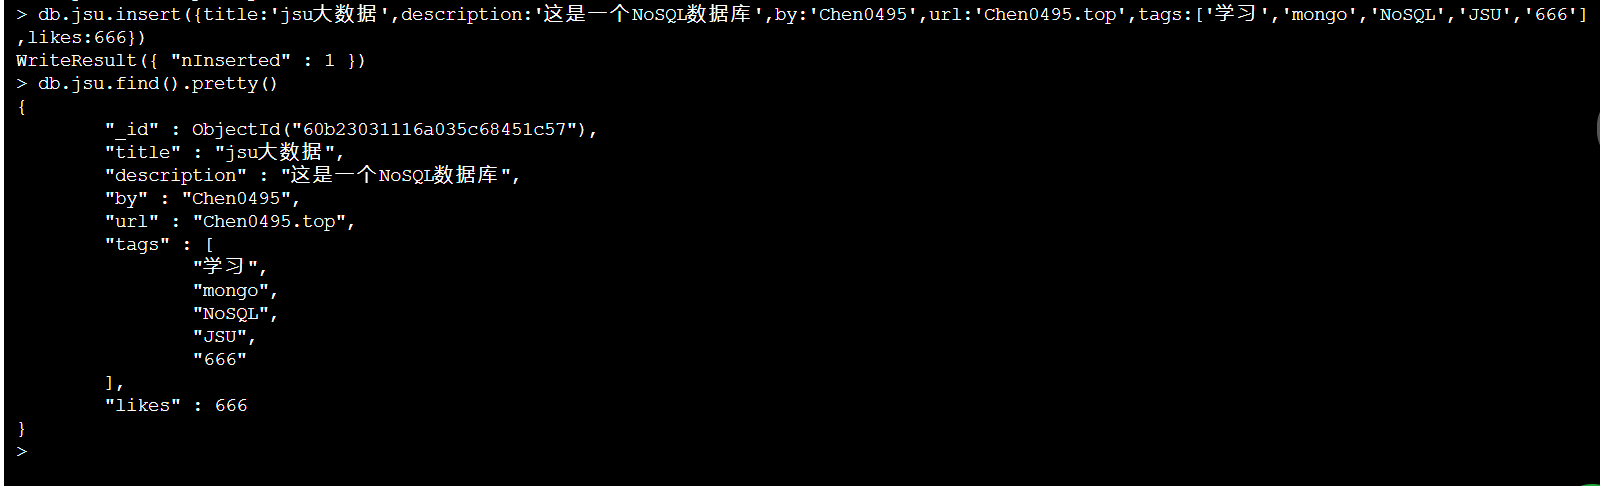 > db.jsu.insert({title:'jsu大数据',description:'这是一个NoSQL数据库',by:'Chen0495',url:'Chen0495.top',tags:['学习','mongo','NoSQL','JSU','666']
,likes:666})
WriteResult({ "nInserted" : 1 })
> db.jsu.find().pretty()
{
"_id" : ObjectId("60b23031116a035c68451c57"),
"title" : "jsu大数据",
"description" : "这是一个NoSQL数据库",
"by" : "Chen0495",
"url" : "Chen0495.top",
"tags" : [
"学习",
"mongo",
"NoSQL",
"JSU",
"666"
],
"likes" : 666
}
>